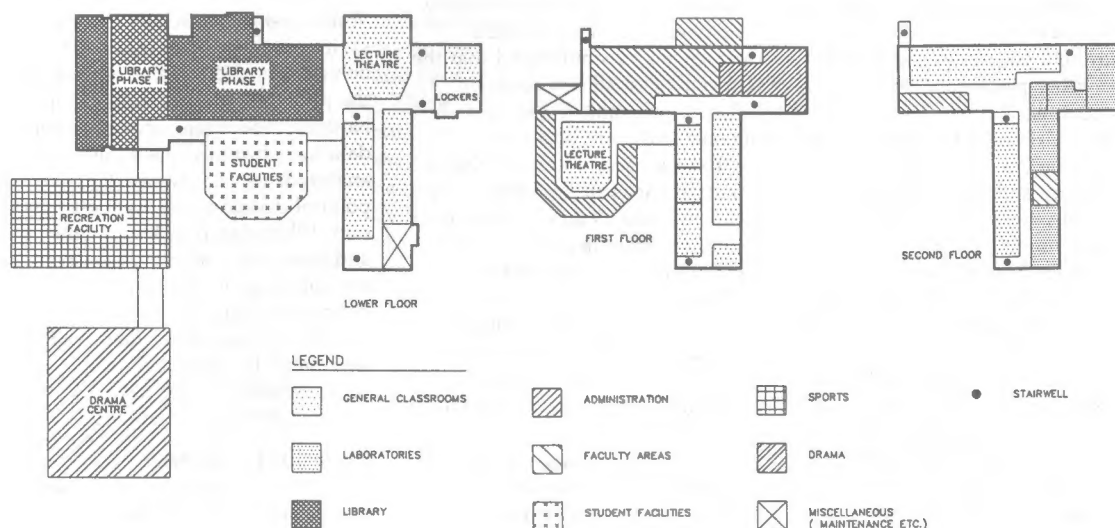 LIBRARY
PHASE II
LIBRARY
PHASE I
LECTURE
THEATRE
LOCKERS
STUDENT
FACILITIES
RECREATION
FACILITY
DRAMA
CENTRE
LOWER FLOOR
LECTURE
THEATRE
FIRST FLOOR
SECOND FLOOR
LEGEND
GENERAL CLASSROOMS
ADMINISTRATION
SPORTS
STAIRWELL
LABORATORIES
FACULTY AREAS
DRAMA
LIBRARY
STUDENT FACILITIES
MISCELLANEOUS
( MAINTENANCE ETC.)